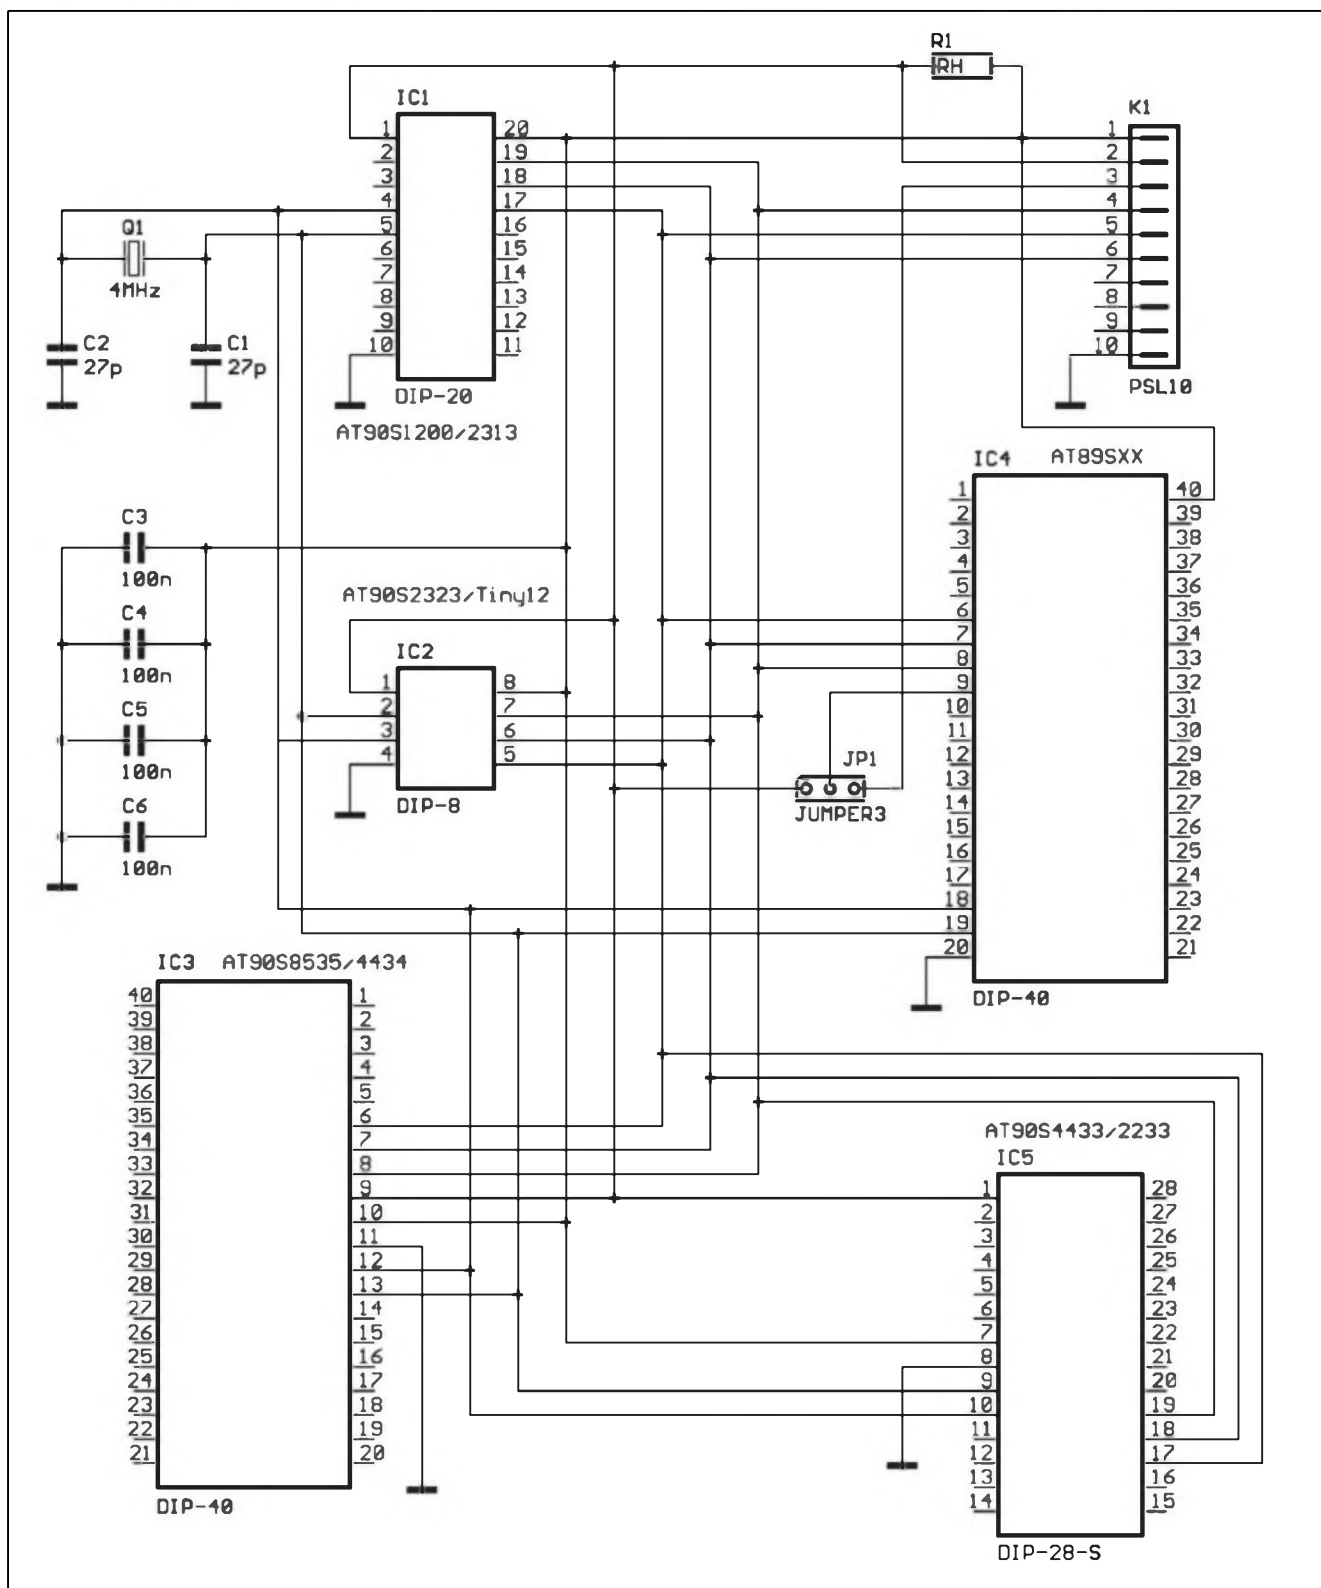 R1
RH
IC1
K1
1 20 1
2 19 2
3 18 3
4 17 4
5 16 5
6 15 6
7 14 7
8 13 8
9 12 9
10 11 10
Q1
4MHz
C2
27p
C1
27p
DIP-20
PSL10
AT90S1200/2313
IC4 AT89SXX
1 40
2 39
3 38
4 37
5 36
6 35
7 34
8 33
9 32
10 31
11 30
12 29
13 28
14 27
15 26
16 25
17 24
18 23
19 22
20 21
DIP-40
C3
100n
C4
100n
C5
100n
C6
100n
AT90S2323/Tiny12
IC2
1 8
2 7
3 6
4 5
DIP-8
JP1
JUMPER3
IC3 AT90S8535/4434
40 1
39 2
38 3
37 4
36 5
35 6
34 7
33 8
32 9
31 10
30 11
29 12
28 13
27 14
26 15
25 16
24 17
23 18
22 19
21 20
DIP-40
AT90S4433/2233
IC5
1 28
2 27
3 26
4 25
5 24
6 23
7 22
8 21
9 20
10 19
11 18
12 17
13 16
14 15
DIP-28-S